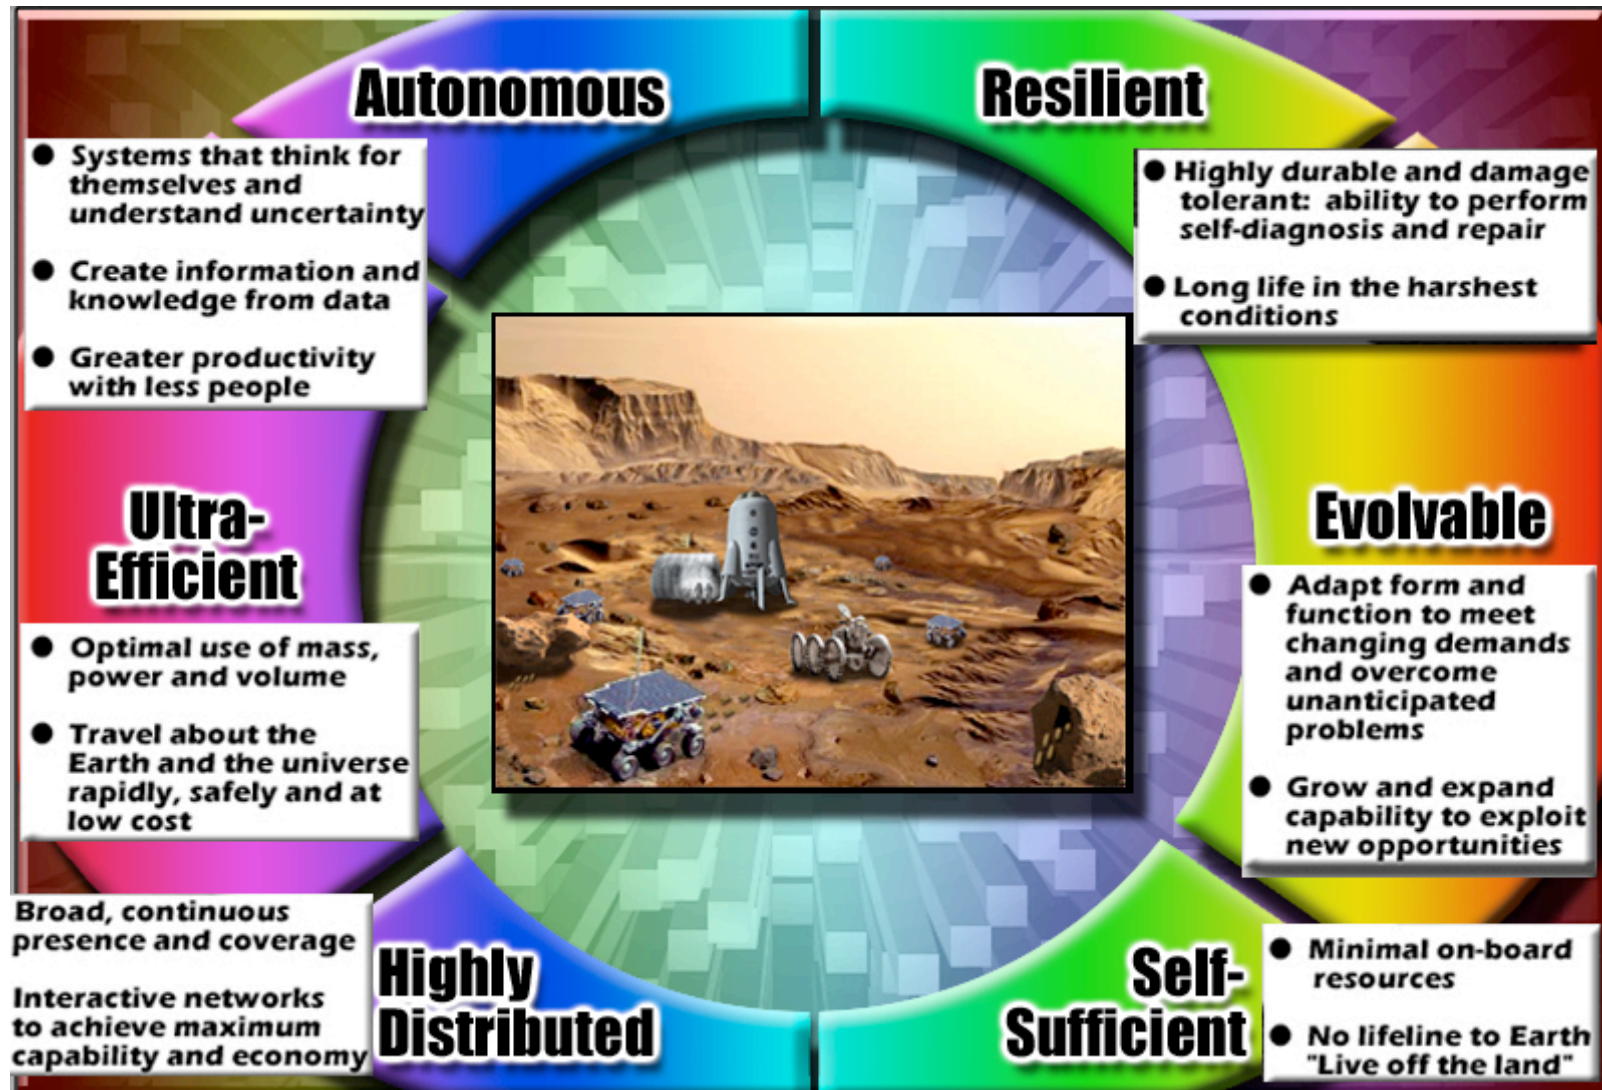 Autonomous
● Systems that think for
themselves and
understand uncertainty
● Create information and
knowledge from data
● Greater productivity
with less people
Resilient
● Highly durable and damage
tolerant: ability to perform
self-diagnosis and repair
● Long life in the harshest
conditions
Ultra-
Efficient
● Optimal use of mass,
power and volume
● Travel about the
Earth and the universe
rapidly, safely and at
low cost
Evolvable
● Adapt form and
function to meet
changing demands
and overcome
unanticipated
problems
● Grow and expand
capability to exploit
new opportunities
Broad, continuous
presence and coverage
Interactive networks
to achieve maximum
capability and economy
Highly
Distributed
Self-
Sufficient
● Minimal on-board
resources
● No lifeline to Earth
"Live off the land"